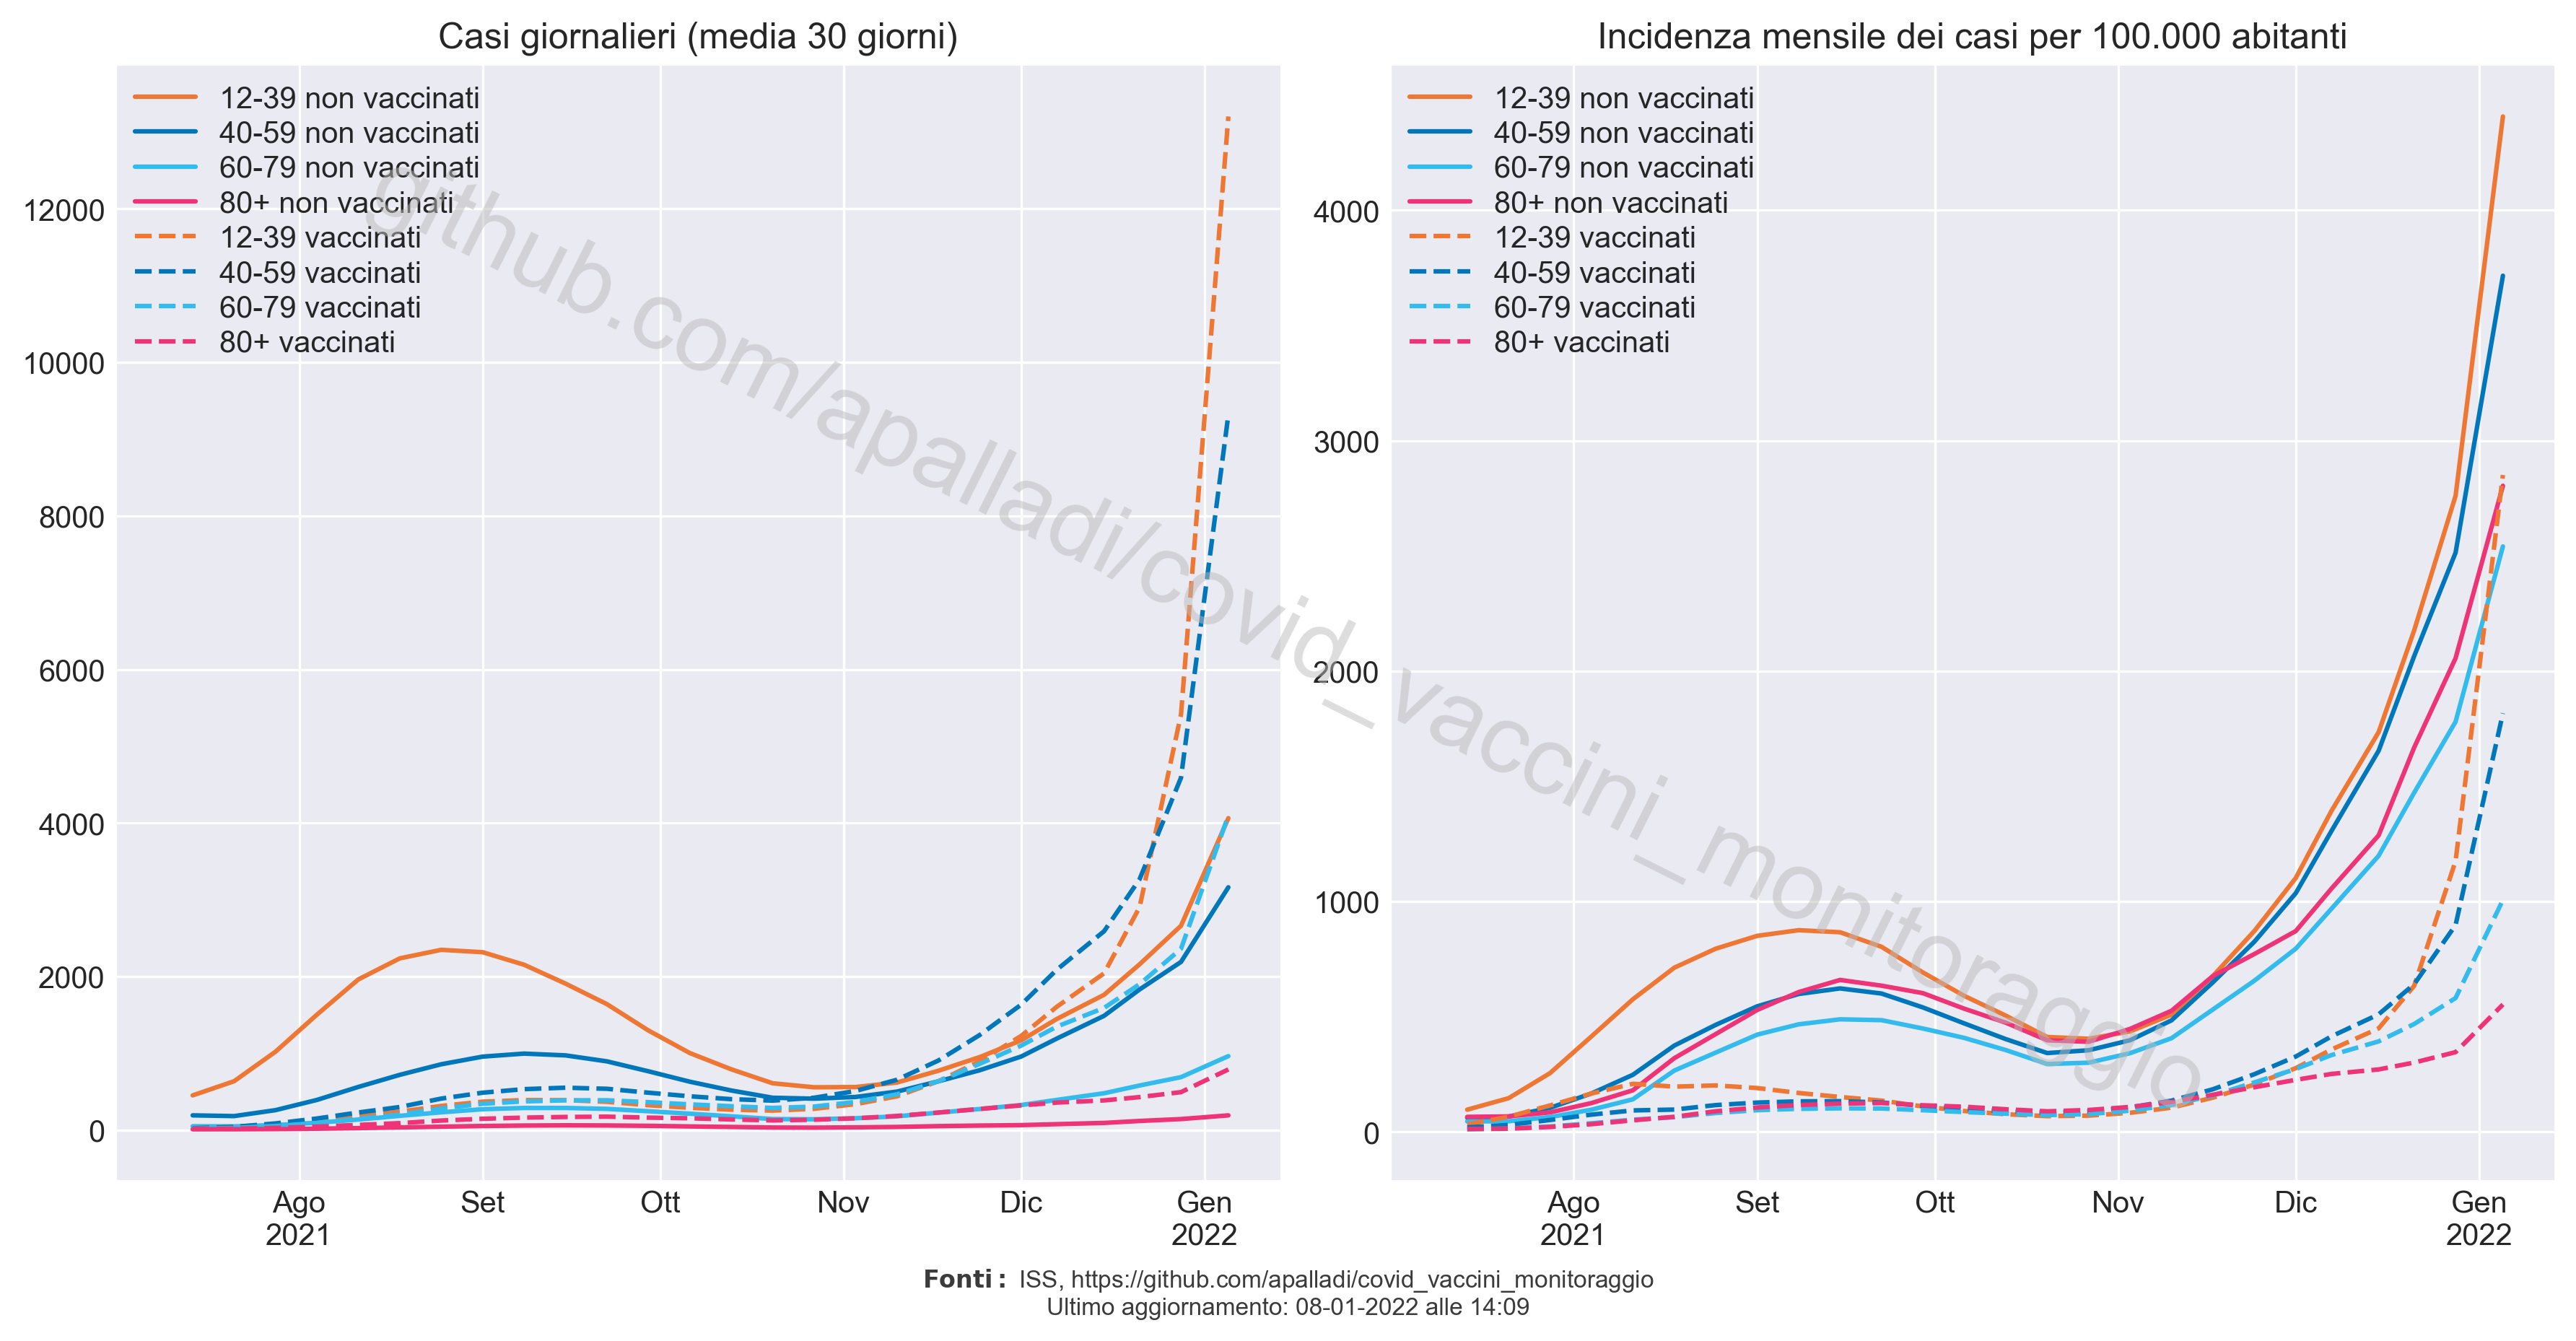 Casi giornalieri (media 30 giorni)
12-39 non vaccinati
40-59 non vaccinati
60-79 non vaccinati
80+ non vaccinati
12-39 vaccinati
40-59 vaccinati
60-79 vaccinati
80+ vaccinati
12000
10000
8000
6000
4000
2000
0
Ago
2021
Set
Ott
Nov
Dic
Gen
2022
Incidenza mensile dei casi per 100.000 abitanti
12-39 non vaccinati
40-59 non vaccinati
60-79 non vaccinati
80+ non vaccinati
12-39 vaccinati
40-59 vaccinati
60-79 vaccinati
80+ vaccinati
4000
3000
2000
1000
0
Ago
2021
Set
Ott
Nov
Dic
Gen
2022
github.com/apalladi/covid_vaccini_monitoraggio
Fonti: ISS, https://github.com/apalladi/covid_vaccini_monitoraggio
Ultimo aggiornamento: 08-01-2022 alle 14:09